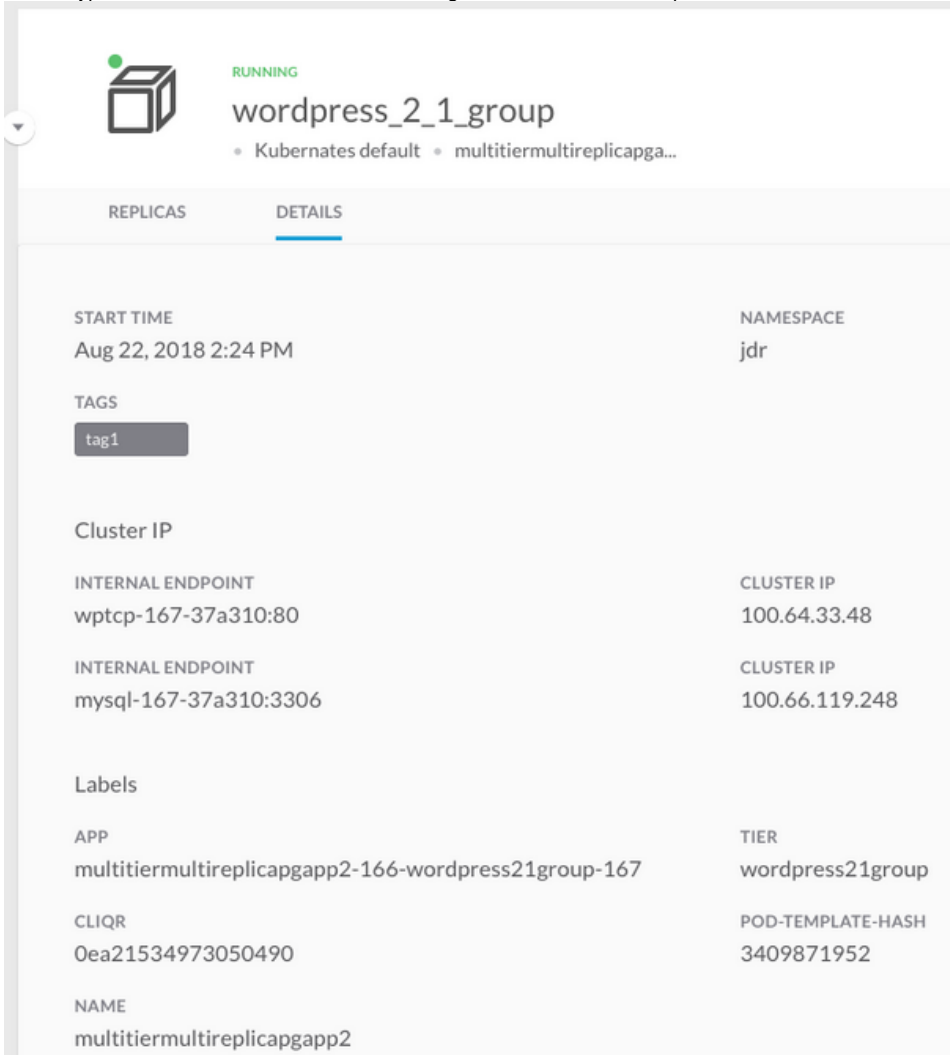 RUNNING
wordpress_2_1_group
Kubernates default • multitiermultireplicapga...
REPLICAS DETAILS
START TIME NAMESPACE
Aug 22, 2018 2:24 PM jdr
TAGS
tag1
Cluster IP
INTERNAL ENDPOINT CLUSTER IP
wptcp-167-37a310:80 100.64.33.48
INTERNAL ENDPOINT CLUSTER IP
mysql-167-37a310:3306 100.66.119.248
Labels
APP TIER
multitiermultireplicapgapp2-166-wordpress21group-167 wordpress21group
CLIQR POD-TEMPLATE-HASH
0ea21534973050490 3409871952
NAME
multitiermultireplicapgapp2